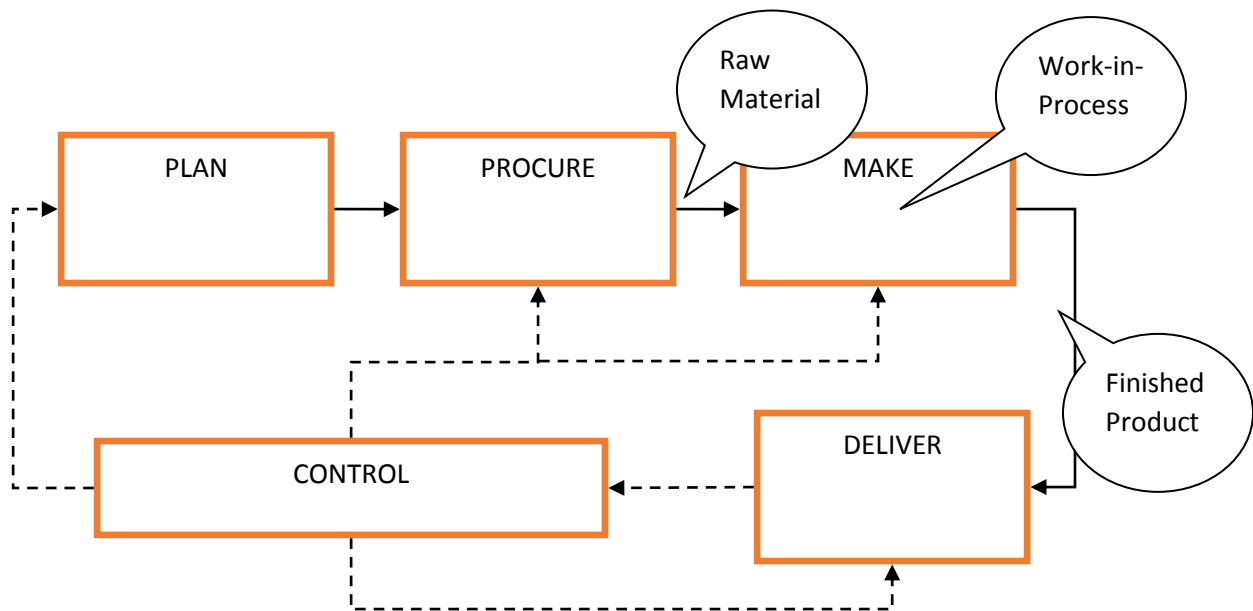 Raw
Material
Work-in-
Process
PLAN
PROCURE
MAKE
Finished
Product
DELIVER
CONTROL